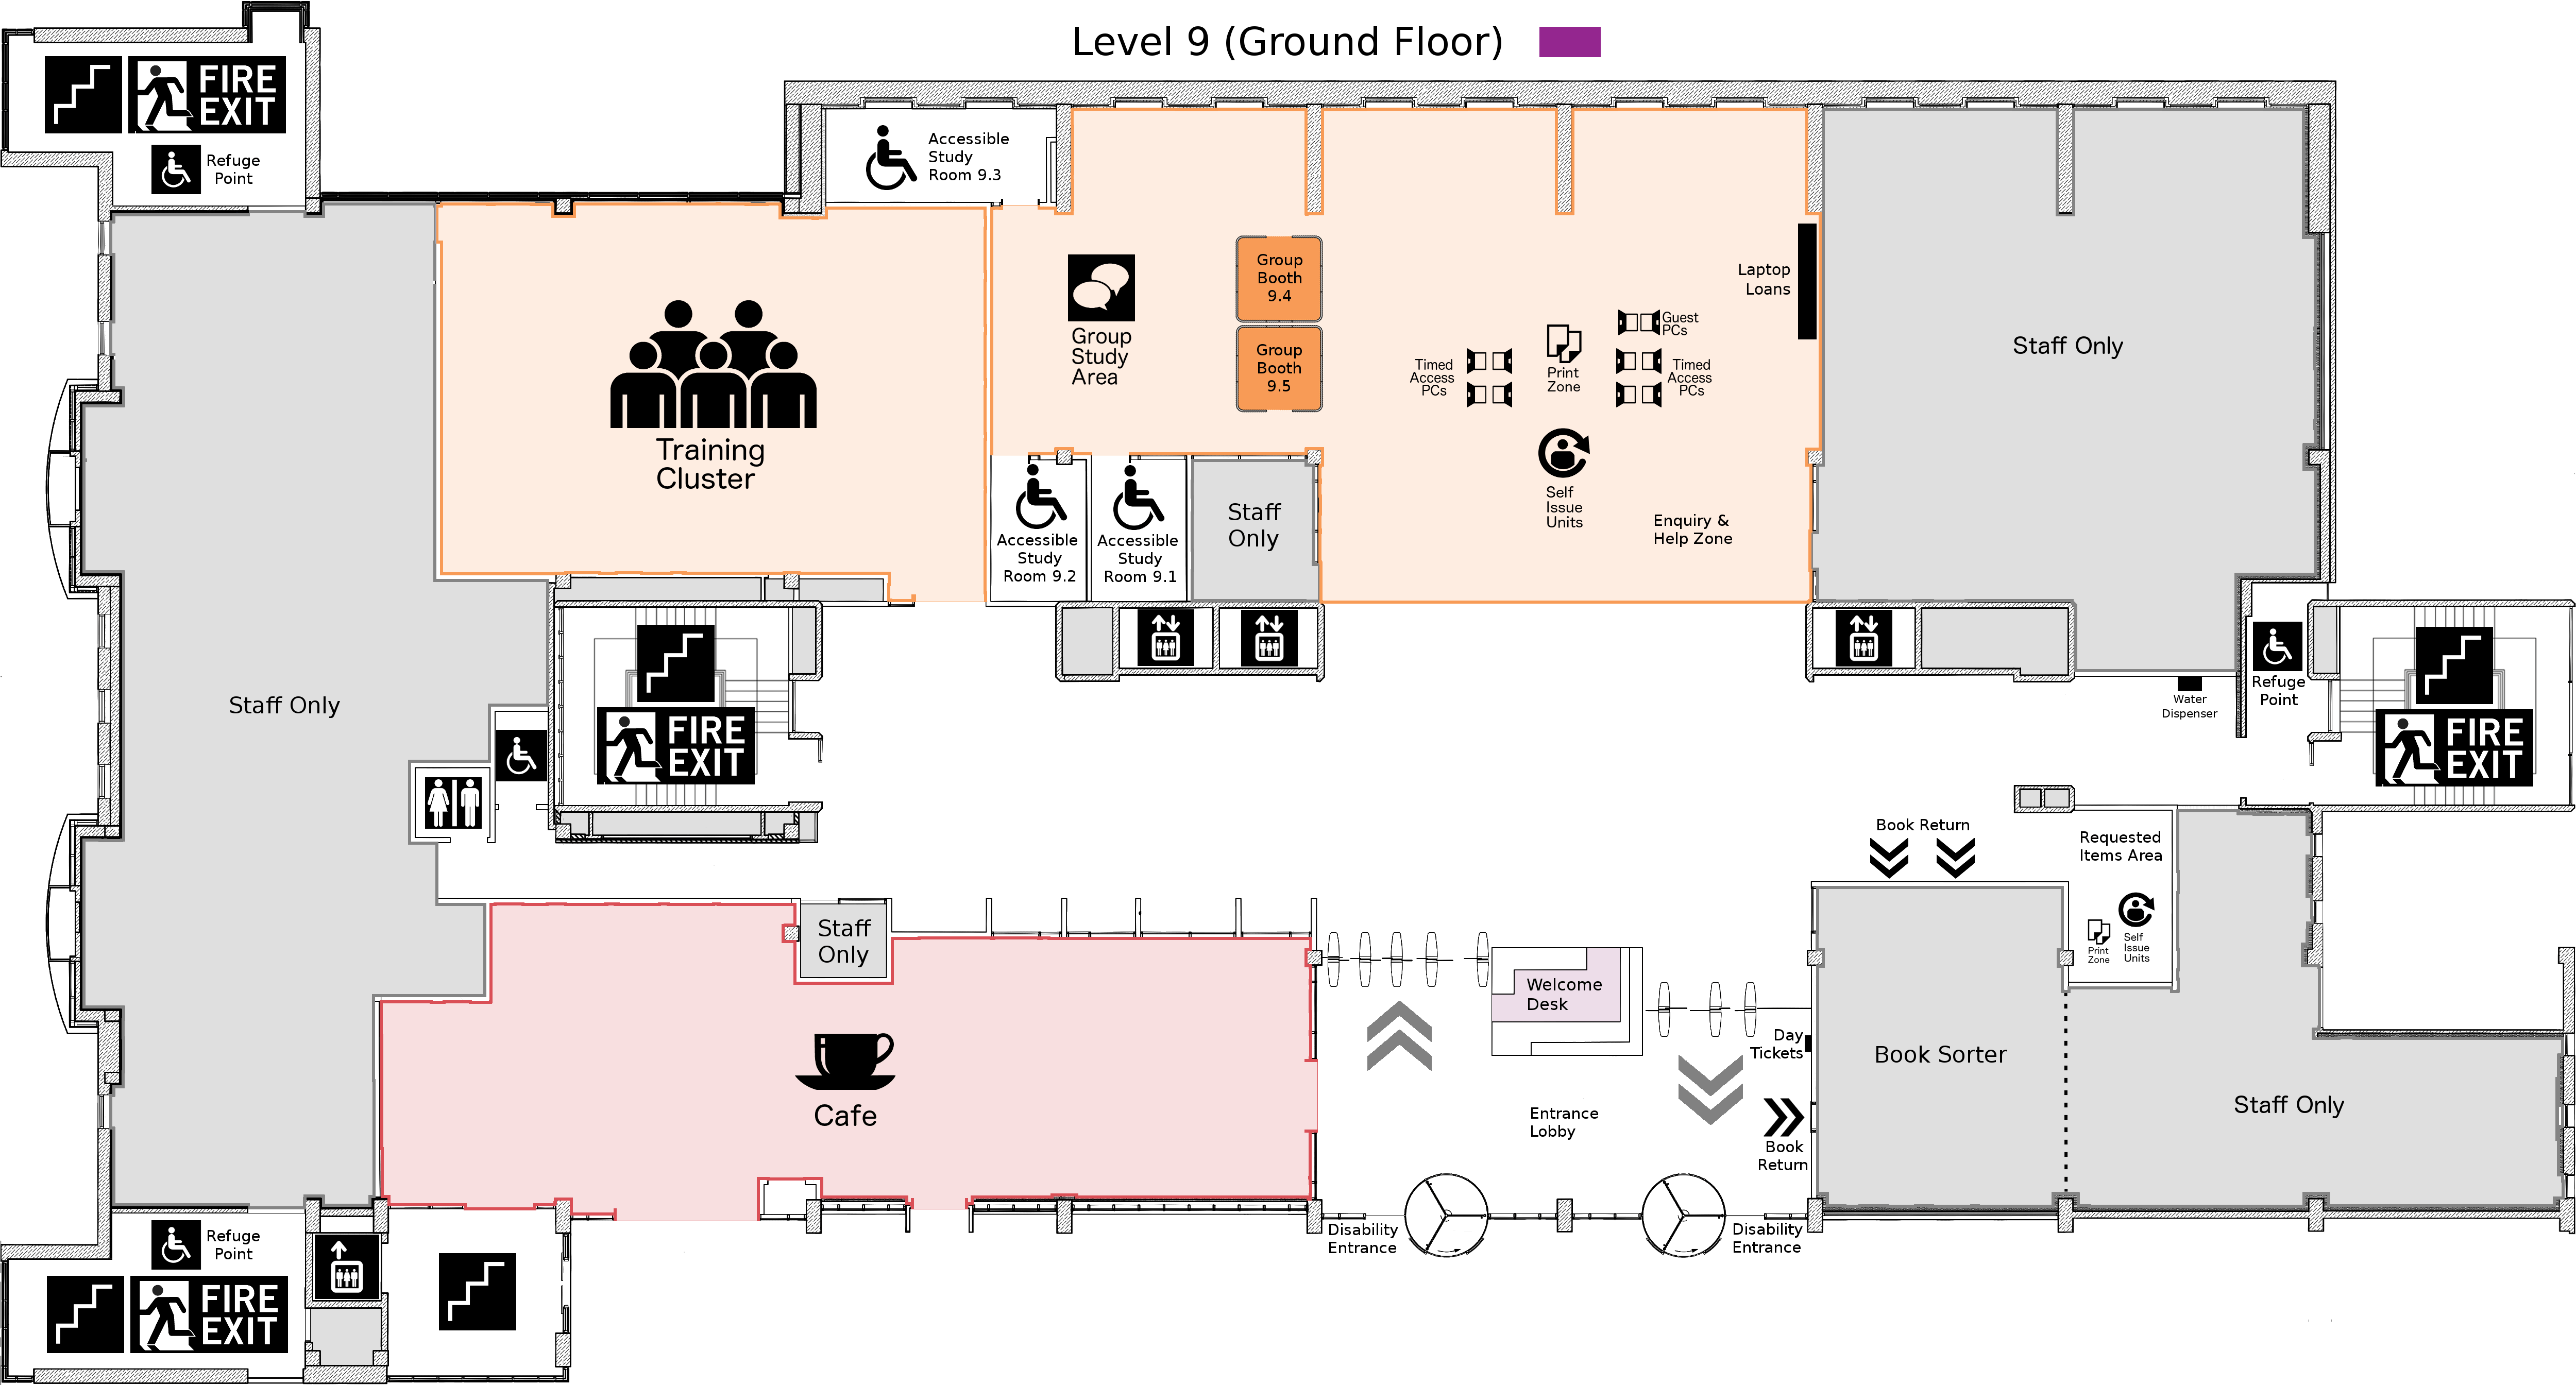 Level 9 (Ground Floor)
FIRE
EXIT
Refuge
Point
Accessible
Study
Room 9.3
Group
Booth
9.4
Group
Booth
9.5
Group
Study
Area
Training
Cluster
Laptop
Loans
Guest
PCs
Timed
Access
PCs
Print
Zone
Timed
Access
PCs
Self
Issue
Units
Enquiry &
Help Zone
Staff Only
Accessible
Study
Room 9.2
Accessible
Study
Room 9.1
Staff
Only
Staff Only
FIRE
EXIT
Water
Dispenser
Refuge
Point
FIRE
EXIT
Book Return
Requested
Items Area
Print
Zone
Self
Issue
Units
Staff
Only
Cafe
Welcome
Desk
Day
Tickets
Book
Return
Entrance
Lobby
Book Sorter
Staff Only
Disability
Entrance
Disability
Entrance
Refuge
Point
FIRE
EXIT